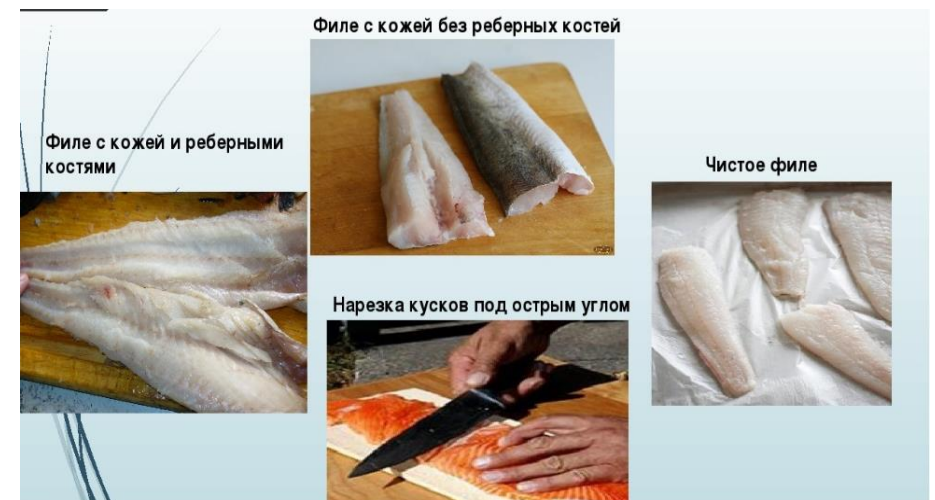 Филе с кожей без реберных костей
Филе с кожей и реберными
костями
Чистое филе
Нарезка кусков под острым углом